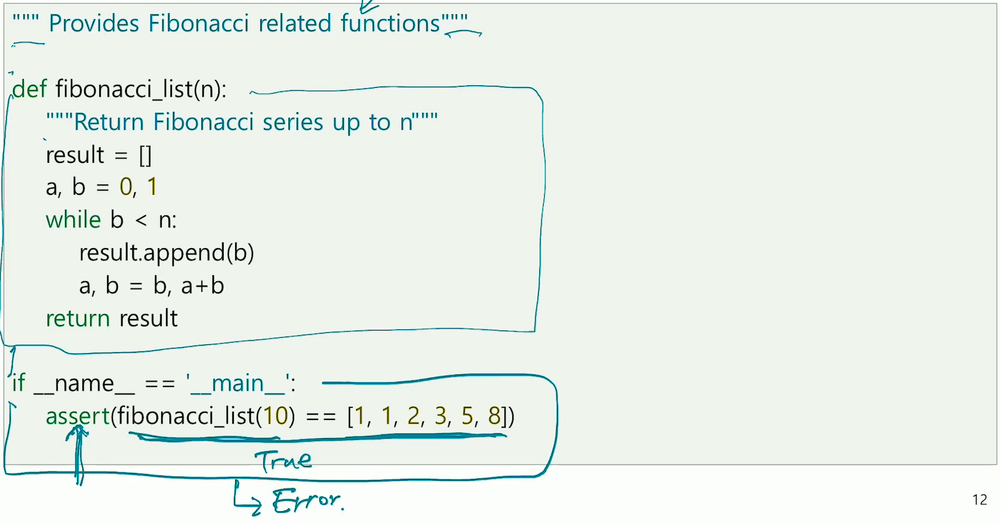 """ Provides Fibonacci related functions"""
def fibonacci_list(n):
"""Return Fibonacci series up to n"""
result = []
a, b = 0, 1
while b < n:
result.append(b)
a, b = b, a+b
return result
if __name__ == '__main__':
assert(fibonacci_list(10) == [1, 1, 2, 3, 5, 8])
True
Error.
12